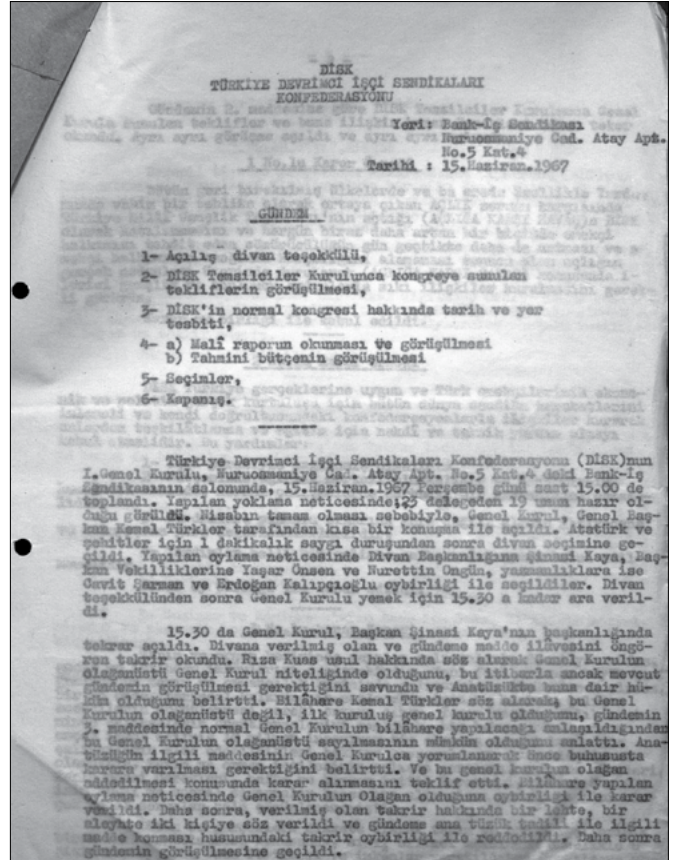 DİSK
TÜRKİYE DEVRİMCİ İŞÇİ SENDİKALARI
KONFEDERASYONU
Yeri: Bank-İş Sendikası
Nuruosmaniye Cad. Atay Apt.
No.5 Kat.4
Tarihi : 15.Haziran.1967
GÜNDEM
1- Açılış divan teşekkülü,
2- DİSK Temsilciler Kurulunca kongreye sunulan
tekliflerin görüşülmesi,
3- DİSK'in normal kongresi hakkında tarih ve yer
tesbiti,
4- a) Malî raporun okunması ve görüşülmesi
b) Tahmini bütçenin görüşülmesi
5- Seçimler,
6- Kapanış.
Türkiye Devrimci İşçi Sendikaları Konfederasyonu (DİSK)nun
I.Genel Kurulu, Nuruosmaniye Cad. Atay Apt. No.5 Kat.4 deki Bank-İş
Sendikasının salonunda, 15.Haziran.1967 Perşembe günü saat 15.00 de
toplandı. Yapılan yoklama neticesinde;23 delegeden 19 unun hazır ol-
duğu görüldü. Nisabın tamam olması sebebiyle, Genel Kurul, Genel Baş-
kan Kemal Türkler tarafından kısa bir konuşma ile açıldı. Atatürk ve
şehitler için 1 dakikalık saygı duruşundan sonra divan seçimine ge-
çildi. Yapılan oylama neticesinde Divan Başkanlığına Şinasi Kaya, Baş-
kan Vekilliklerine Yaşar Önsen ve Nurettin Öngün, yazmanlıklara ise
Cavit Şarman ve Erdoğan Kalıpçıoğlu oybirliği ile seçildiler. Divan
teşekkülünden sonra Genel Kurulu yemek için 15.30 a kadar ara veril-
di.
15.30 da Genel Kurul, Başkan Şinasi Kaya'nın başkanlığında
tekrar açıldı. Divana verilmiş olan ve gündeme madde ilâvesini öngö-
ren takrir okundu. Rıza Kuas usul hakkında söz alarak Genel Kurulun
olağanüstü Genel Kurul niteliğinde olduğunu, bu itibarla ancak mevcut
gündemin görüşülmesi gerektiğini savundu ve Anatüzükte buna dair hü-
küm olduğunu belirtti. Bilâhare Kemal Türkler söz alarak, bu Genel
Kurulun olağanüstü değil, ilk kuruluş genel kurulu olduğunu, gündemin
3. maddesinde normal Genel Kurulun bilâhare yapılacağı anlaşıldığından
bu Genel Kurulun olağanüstü sayılmasının mümkün olduğunu anlattı. Ana-
tüzüğün ilgili maddesinin Genel Kurulca yorumlanarak önce bu hususta
karara varılması gerektiğini belirtti. Ve bu genel kurulun olağan
addedilmesi konusunda karar alınmasını teklif etti. Bilâhare yapılan
oylama neticesinde Genel Kurulun Olağan olduğuna oybirliği ile karar
verildi. Daha sonra, verilmiş olan takrir hakkında bir lehte, bir
aleyhte iki kişiye söz verildi ve gündeme ana tüzük tadili ile ilgili
madde konması hususundaki takrir oybirliği ile reddedildi. Daha sonra
gündemin görüşülmesine geçildi.